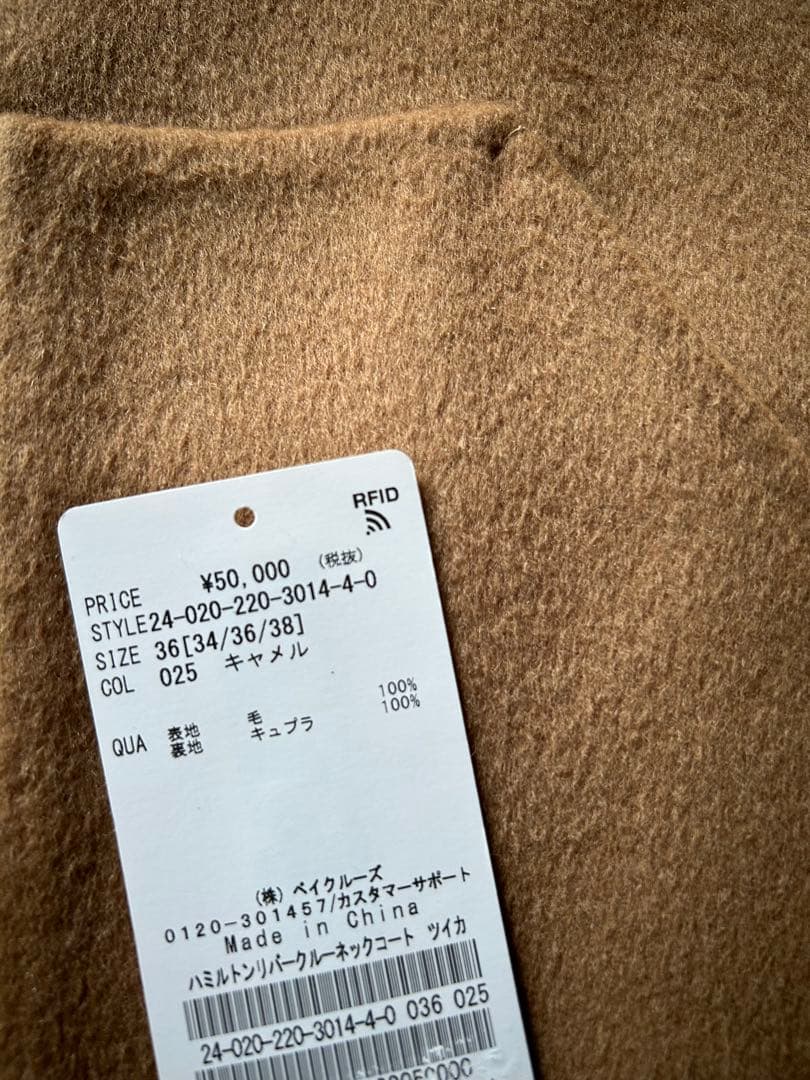 RFID
PRICE ¥50,000 (税抜)
STYLE24-020-220-3014-4-0
SIZE 36[34/36/38]
COL 025 キャメル
QUA 表地 毛 100%
裏地 キュプラ 100%
(株) ベイクルーズ
0120-301457/カスタマーサポート
Made in China
ハミルトンリバークルーネックコート ツイカ
24-020-220-3014-4-0 036 025